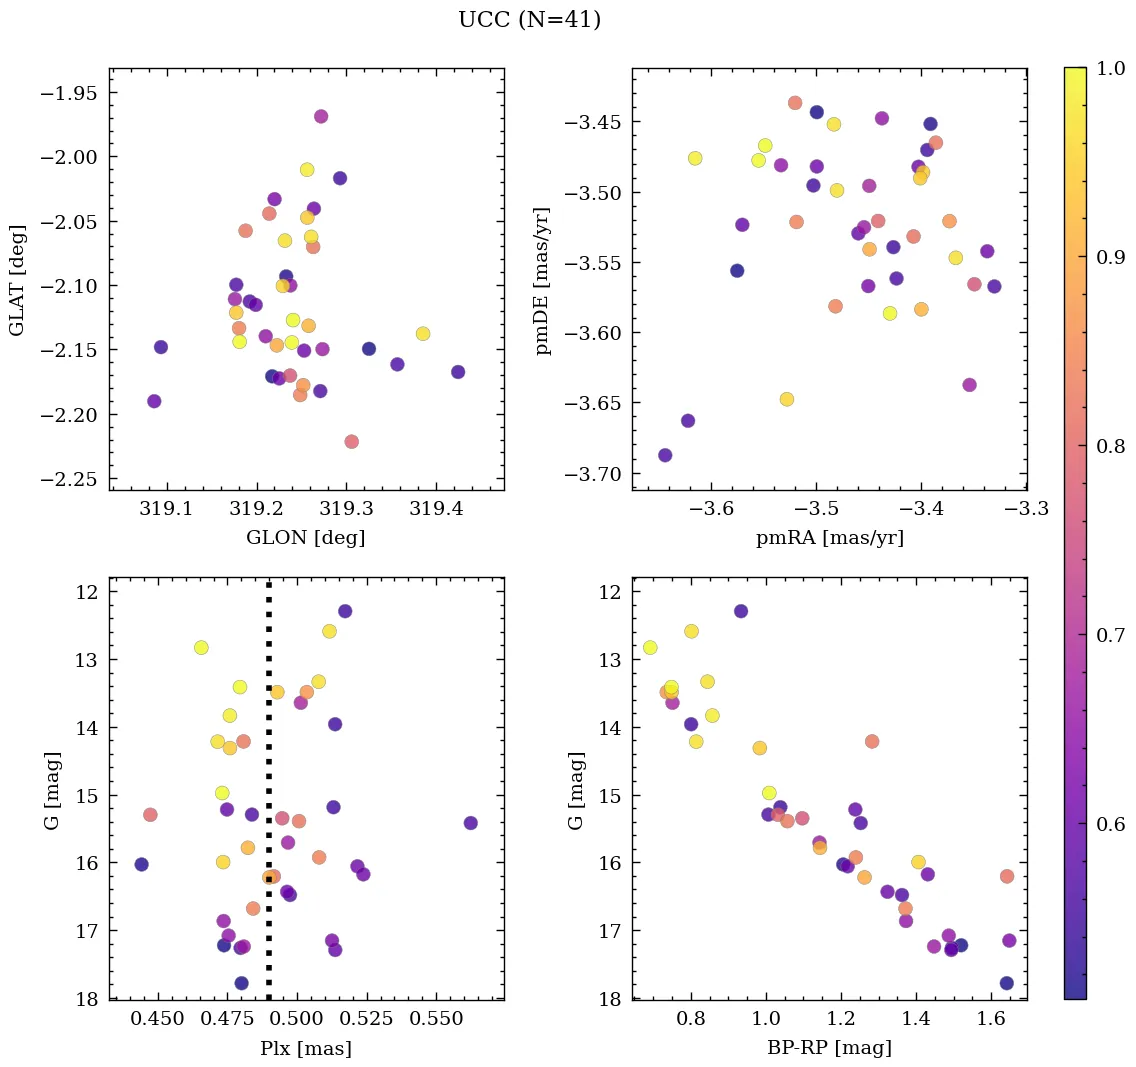 UCC (N=41)
−1.95
−2.00
−2.05
−2.10
−2.15
−2.20
−2.25
GLAT [deg]
319.1 319.2 319.3 319.4
GLON [deg]
−3.45
−3.50
−3.55
−3.60
−3.65
−3.70
pmDE [mas/yr]
−3.6 −3.5 −3.4 −3.3
pmRA [mas/yr]
12
13
14
15
16
17
18
G [mag]
0.450 0.475 0.500 0.525 0.550
Plx [mas]
12
13
14
15
16
17
18
G [mag]
0.8 1.0 1.2 1.4 1.6
BP-RP [mag]
1.0
0.9
0.8
0.7
0.6